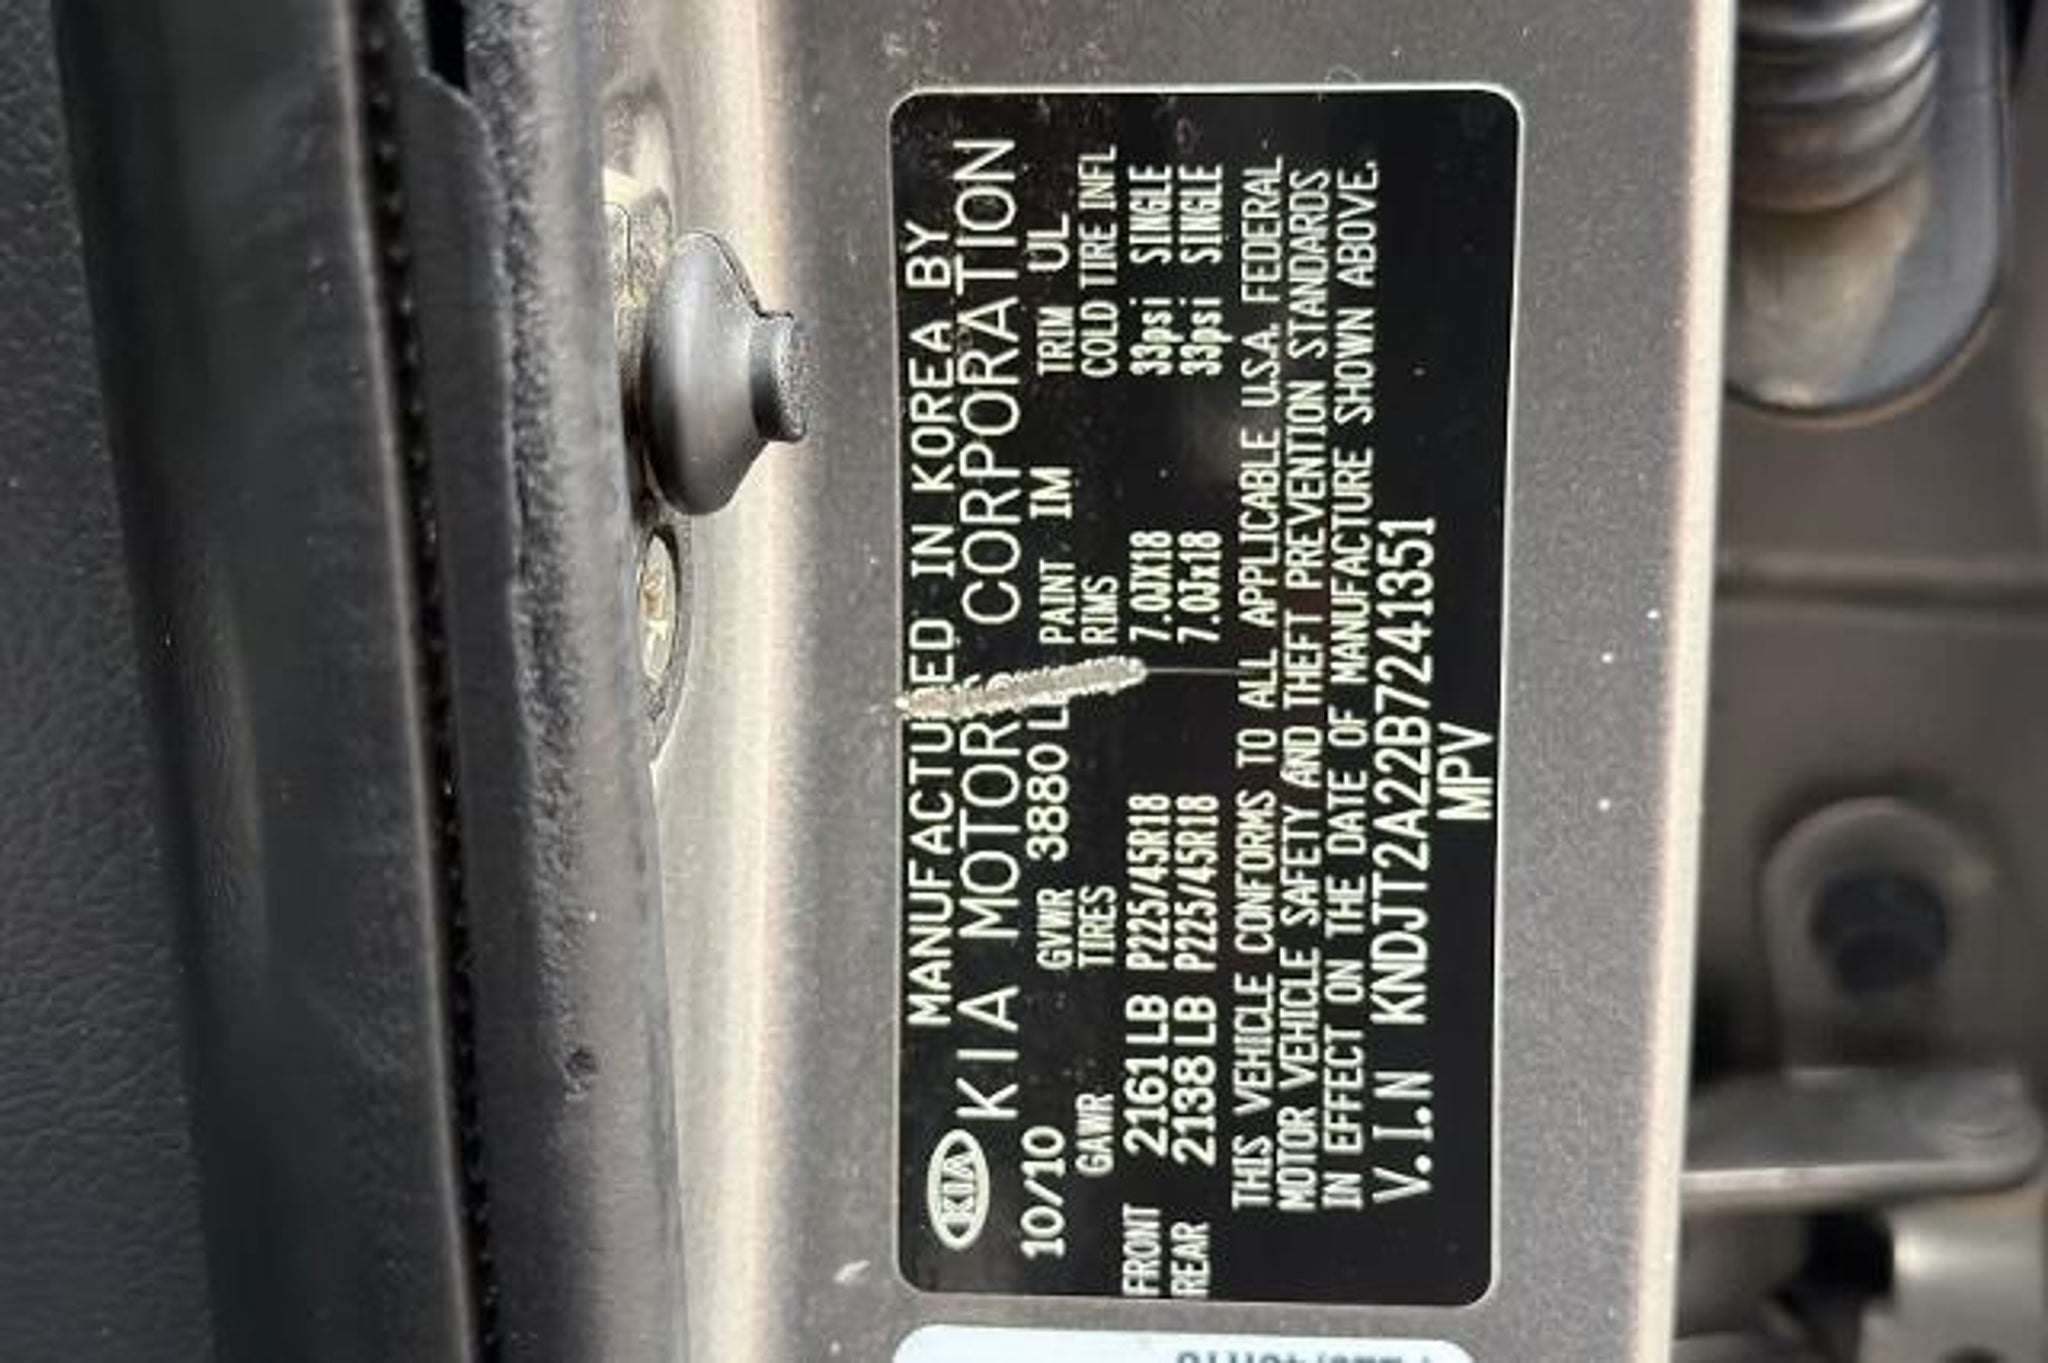 MANUFACTURED IN KOREA BY
KIA KIA MOTORS CORPORATION
10/10 GVWR 3880 LB PAINT IM TRIM UL
GAWR TIRES RIMS COLD TIRE INFL
FRONT 2161 LB P225/45R18 7.0JX18 33psi SINGLE
REAR 2138 LB P225/45R18 7.0Jx18 33psi SINGLE
THIS VEHICLE CONFORMS TO ALL APPLICABLE U.S.A. FEDERAL
MOTOR VEHICLE SAFETY AND THEFT PREVENTION STANDARDS
IN EFFECT ON THE DATE OF MANUFACTURE SHOWN ABOVE.
V.I.N KNDJT2A22B7241351
MPV